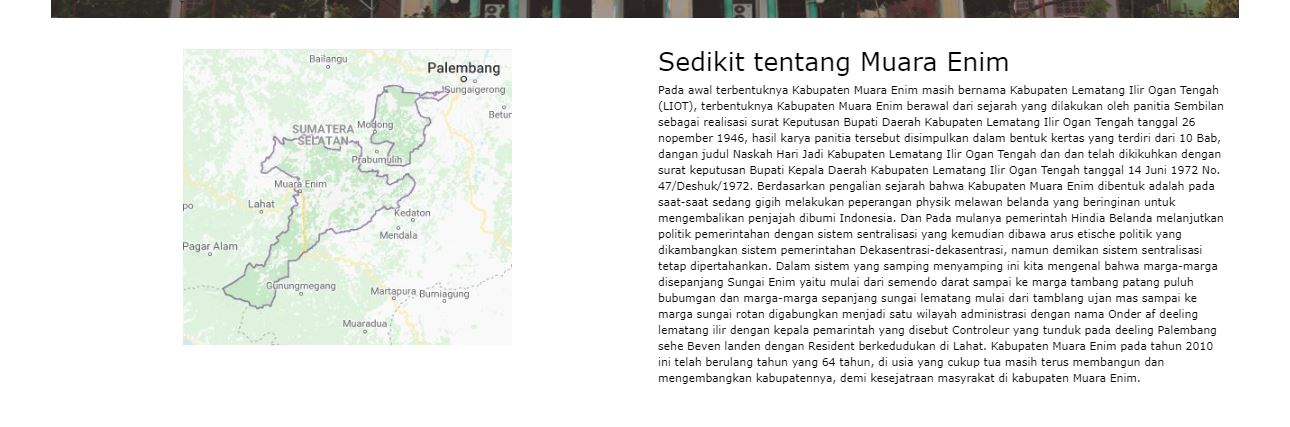 Bailangu
Palembang
Sungaigerong
Betur
Modong
SUMATERA
SELATAN
Prabumulih
Muara Enim
Lahat
po
Kedaton
Mendala
Pagar Alam
Gunungmegang
Martapura
Bumiagung
Muaradua
Sedikit tentang Muara Enim
Pada awal terbentuknya Kabupaten Muara Enim masih bernama Kabupaten Lematang Ilir Ogan Tengah
(LIOT), terbentuknya Kabupaten Muara Enim berawal dari sejarah yang dilakukan oleh panitia Sembilan
sebagai realisasi surat Keputusan Bupati Daerah Kabupaten Lematang Ilir Ogan Tengah tanggal 26
nopember 1946, hasil karya panitia tersebut disimpulkan dalam bentuk kertas yang terdiri dari 10 Bab,
dangan judul Naskah Hari Jadi Kabupaten Lematang Ilir Ogan Tengah dan dan telah dikikuhkan dengan
surat keputusan Bupati Kepala Daerah Kabupaten Lematang Ilir Ogan Tengah tanggal 14 Juni 1972 No.
47/Deshuk/1972. Berdasarkan pengalian sejarah bahwa Kabupaten Muara Enim dibentuk adalah pada
saat-saat sedang gigih melakukan peperangan physik melawan belanda yang beringinan untuk
mengembalikan penjajah dibumi Indonesia. Dan Pada mulanya pemerintah Hindia Belanda melanjutkan
politik pemerintahan dengan sistem sentralisasi yang kemudian dibawa arus etische politik yang
dikambangkan sistem pemerintahan Dekasentrasi-dekasentrasi, namun demikan sistem sentralisasi
tetap dipertahankan. Dalam sistem yang samping menyamping ini kita mengenal bahwa marga-marga
disepanjang Sungai Enim yaitu mulai dari semendo darat sampai ke marga tambang patang puluh
bubumgan dan marga-marga sepanjang sungai lematang mulai dari tamblang ujan mas sampai ke
marga sungai rotan digabungkan menjadi satu wilayah administrasi dengan nama Onder af deeling
lematang ilir dengan kepala pemarintah yang disebut Controleur yang tunduk pada deeling Palembang
sehe Beven landen dengan Resident berkedudukan di Lahat. Kabupaten Muara Enim pada tahun 2010
ini telah berulang tahun yang 64 tahun, di usia yang cukup tua masih terus membangun dan
mengembangkan kabupatennya, demi kesejatraan masyrakat di kabupaten Muara Enim.